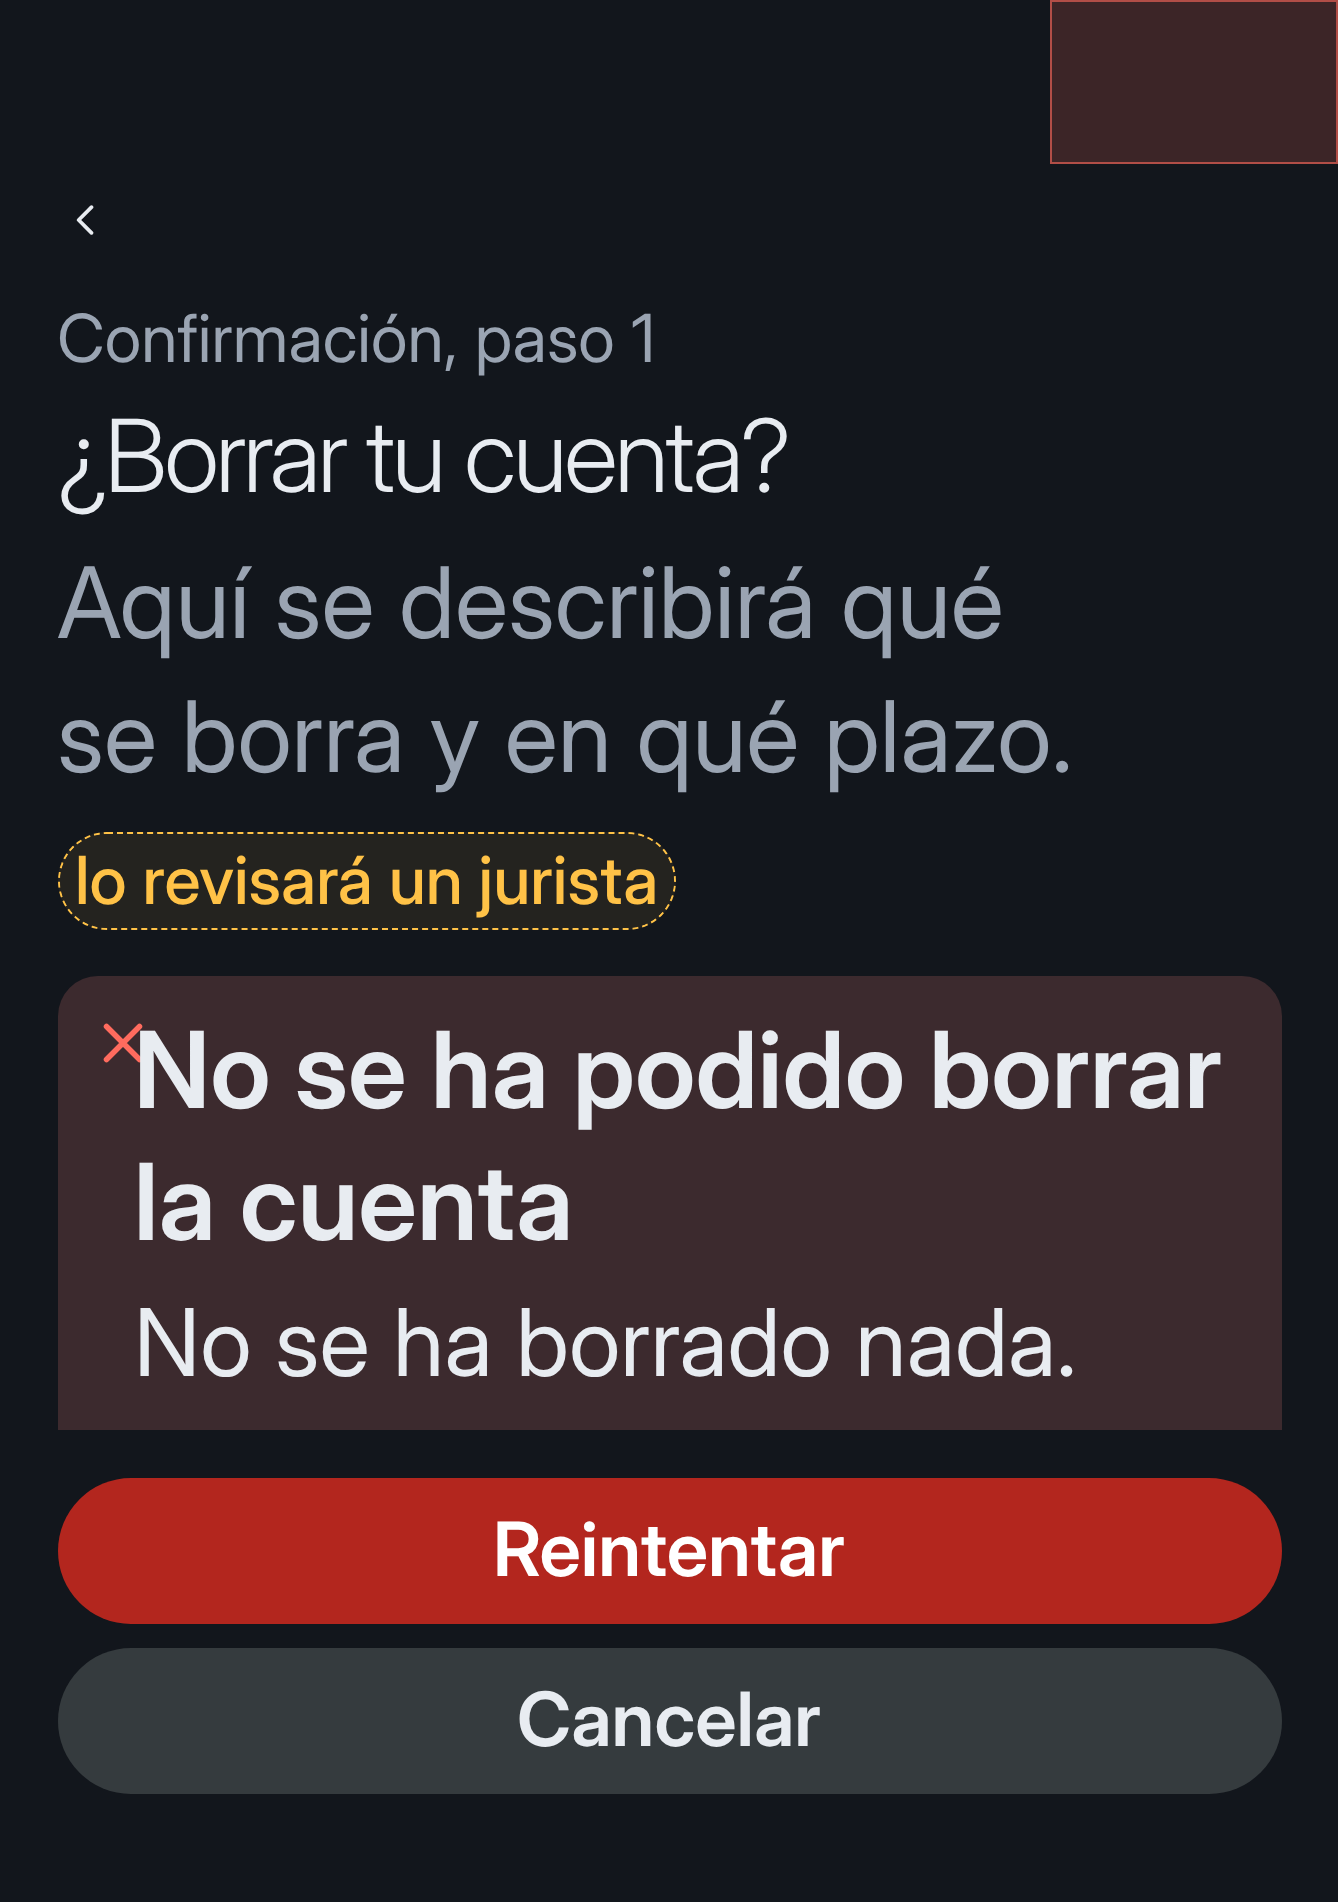 Confirmación, paso 1
¿Borrar tu cuenta?
Aquí se describirá qué
se borra y en qué plazo.
lo revisará un jurista
No se ha podido borrar
la cuenta
No se ha borrado nada.
Reintentar
Cancelar